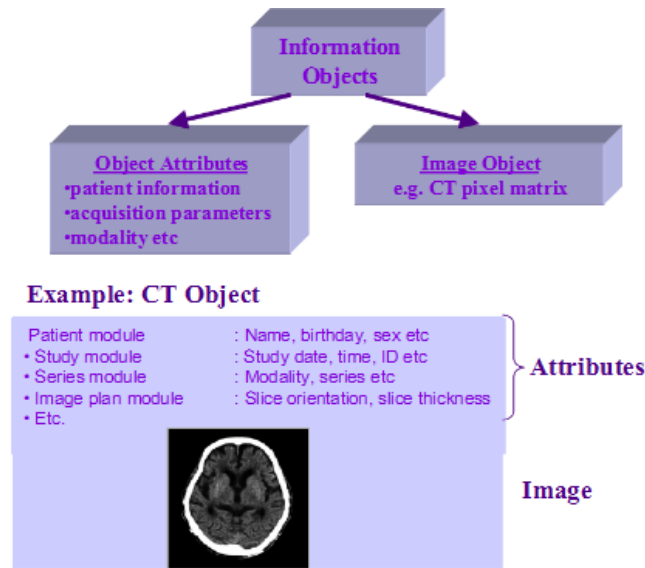 Information
Objects
Object Attributes
•patient information
•acquisition parameters
•modality etc
Image Object
e.g. CT pixel matrix
Example: CT Object
Patient module : Name, birthday, sex etc
• Study module : Study date, time, ID etc
• Series module : Modality, series etc
• Image plan module : Slice orientation, slice thickness
• Etc.
Attributes
Image